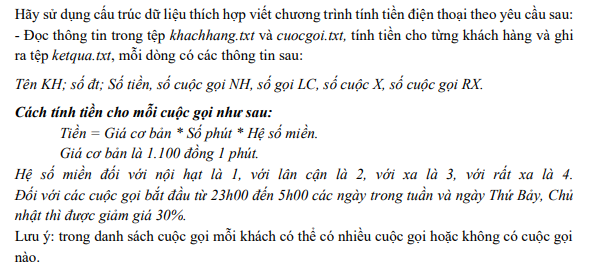 Hãy sử dụng cấu trúc dữ liệu thích hợp viết chương trình tính tiền điện thoại theo yêu cầu sau:
- Đọc thông tin trong tệp khachhang.txt và cuocgoi.txt, tính tiền cho từng khách hàng và ghi
ra tệp ketqua.txt, mỗi dòng có các thông tin sau:
Tên KH; số đt; Số tiền, số cuộc gọi NH, số gọi LC, số cuộc X, số cuộc gọi RX.
Cách tính tiền cho mỗi cuộc gọi như sau:
Tiền = Giá cơ bản * Số phút * Hệ số miền.
Giá cơ bản là 1.100 đồng 1 phút.
Hệ số miền đối với nội hạt là 1, với lân cận là 2, với xa là 3, với rất xa là 4.
Đối với các cuộc gọi bắt đầu từ 23h00 đến 5h00 các ngày trong tuần và ngày Thứ Bảy, Chủ
nhật thì được giảm giá 30%.
Lưu ý: trong danh sách cuộc gọi mỗi khách có thể có nhiều cuộc gọi hoặc không có cuộc gọi
nào.